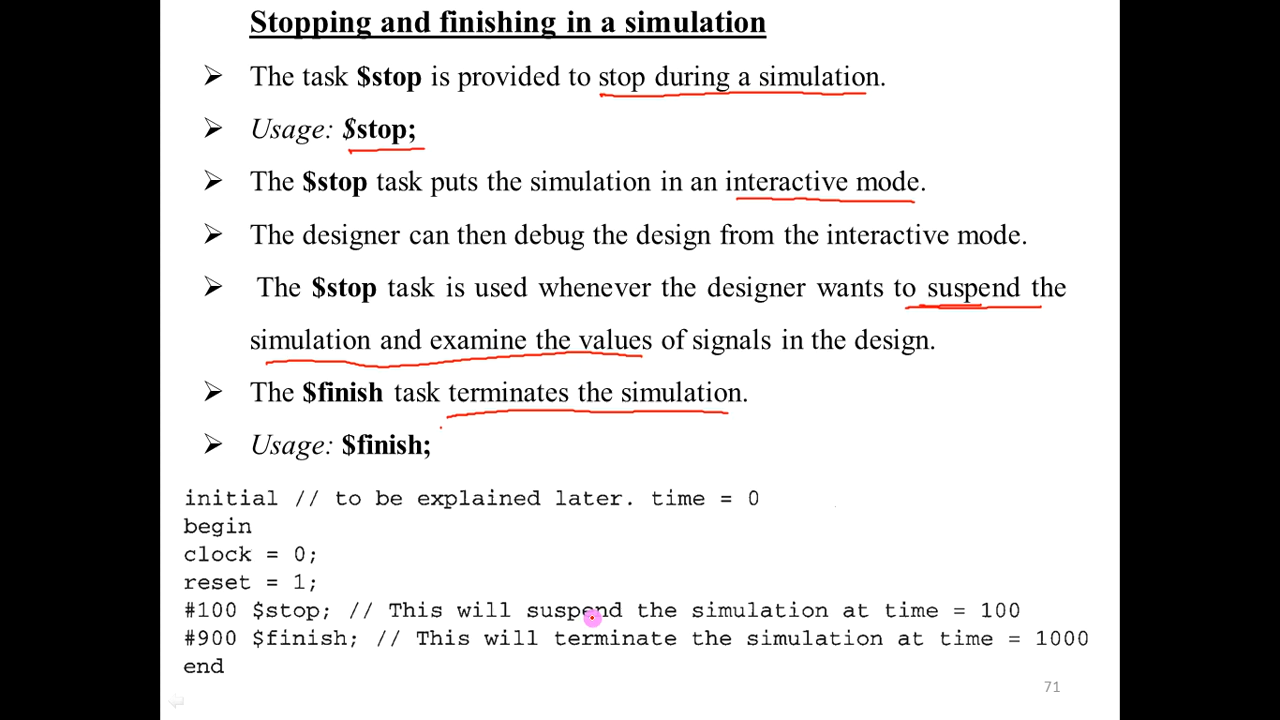 Stopping and finishing in a simulation
➢ The task $stop is provided to stop during a simulation.
➢ Usage: $stop;
➢ The $stop task puts the simulation in an interactive mode.
➢ The designer can then debug the design from the interactive mode.
➢ The $stop task is used whenever the designer wants to suspend the
simulation and examine the values of signals in the design.
➢ The $finish task terminates the simulation.
➢ Usage: $finish;
initial // to be explained later. time = 0
begin
clock = 0;
reset = 1;
#100 $stop; // This will suspend the simulation at time = 100
#900 $finish; // This will terminate the simulation at time = 1000
end
71